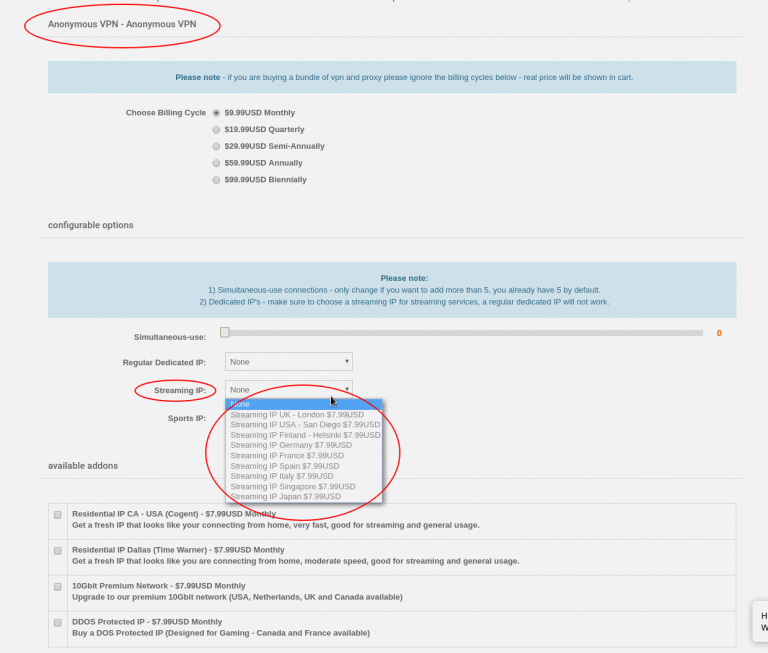 Anonymous VPN - Anonymous VPN
Please note - if you are buying a bundle of vpn and proxy please ignore the billing cycles below - real price will be shown in cart.
Choose Billing Cycle $9.99USD Monthly
$19.99USD Quarterly
$29.99USD Semi-Annually
$59.99USD Annually
$99.99USD Biennially
configurable options
Please note:
1) Simultaneous-use connections - only change if you want to add more than 5, you already have 5 by default.
2) Dedicated IP's - make sure to choose a streaming IP for streaming services, a regular dedicated IP will not work.
Simultaneous-use: 0
Regular Dedicated IP: None
Streaming IP: None
Sports IP:
None
Streaming IP UK - London $7.99USD
Streaming IP USA - San Diego $7.99USD
Streaming IP Finland - Helsinki $7.99USD
Streaming IP Germany $7.99USD
Streaming IP France $7.99USD
Streaming IP Spain $7.99USD
Streaming IP Italy $7.99USD
Streaming IP Singapore $7.99USD
Streaming IP Japan $7.99USD
available addons
Residential IP CA - USA (Cogent) - $7.99USD Monthly
Get a fresh IP that looks like your connecting from home, very fast, good for streaming and general usage.
Residential IP Dallas (Time Warner) - $7.99USD Monthly
Get a fresh IP that looks like you are connecting from home, moderate speed, good for streaming and general usage.
10Gbit Premium Network - $7.99USD Monthly
Upgrade to our premium 10Gbit network (USA, Netherlands, UK and Canada available)
DDOS Protected IP - $7.99USD Monthly
Buy a DOS Protected IP (Designed for Gaming - Canada and France available)
H
W